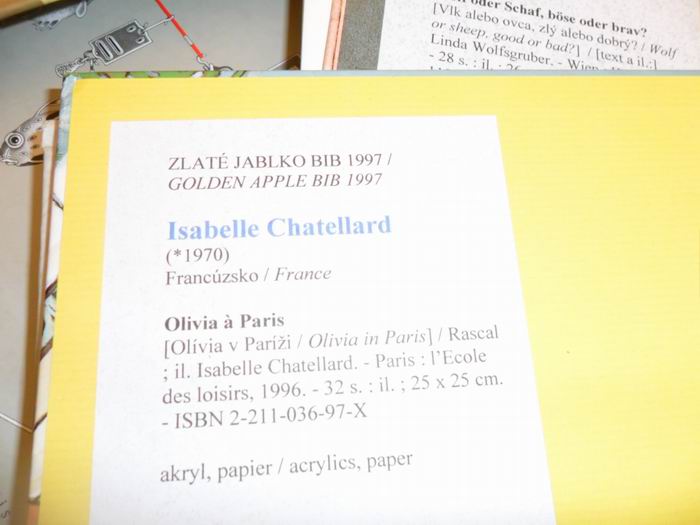 oder Schaf, böse oder brav?
[Vlk alebo ovca, zlý alebo dobrý? / Wolf
or sheep, good or bad?] / [text a il.:]
Linda Wolfsgruber. - Wien
- 28 s. : il. ; 26
ZLATÉ JABLKO BIB 1997 /
GOLDEN APPLE BIB 1997
Isabelle Chatellard
(*1970)
Francúzsko / France
Olivia à Paris
[Olívia v Paríži / Olivia in Paris] / Rascal
; il. Isabelle Chatellard. - Paris : l'Ecole
des loisirs, 1996. - 32 s. : il. ; 25 x 25 cm.
- ISBN 2-211-036-97-X
akryl, papier / acrylics, paper